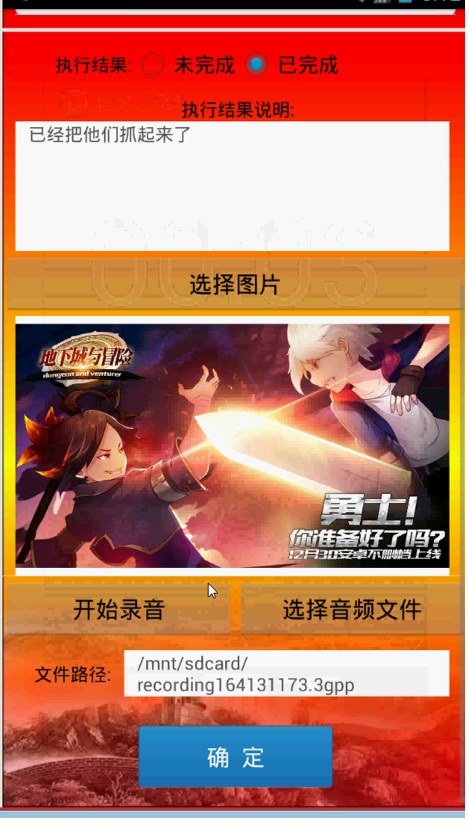 执行结果: 未完成 已完成
执行结果说明:
已经把他们抓起来了
00:03
选择图片
地下城与冒险
dungeon and venturer
勇士!
你准备好了吗?
12月30安卓不删档上线
开始录音 选择音频文件
文件路径: /mnt/sdcard/
recording164131173.3gpp
确 定